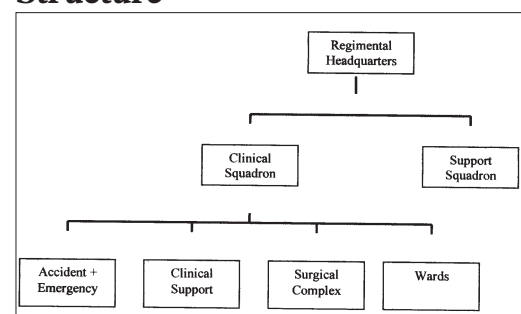 Structure
Regimental
Headquarters
Clinical
Squadron
Support
Squadron
Accident +
Emergency
Clinical
Support
Surgical
Complex
Wards